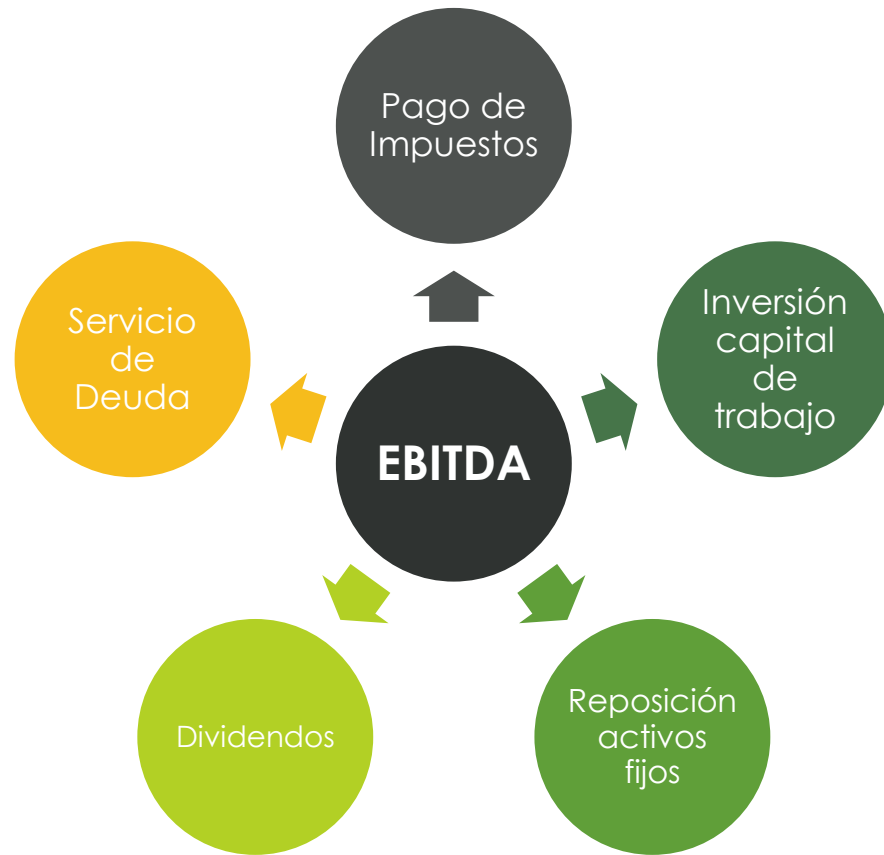 Pago de
Impuestos
Servicio
de
Deuda
Inversión
capital
de
trabajo
EBITDA
Dividendos
Reposición
activos
fijos